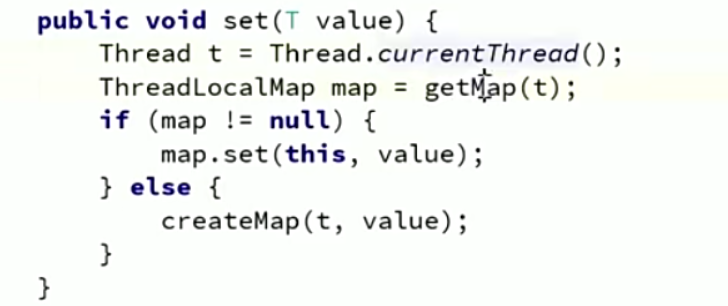 public void set(T value) {
    Thread t = Thread.currentThread();
    ThreadLocalMap map = getMap(t);
    if (map != null) {
        map.set(this, value);
    } else {
        createMap(t, value);
    }
}